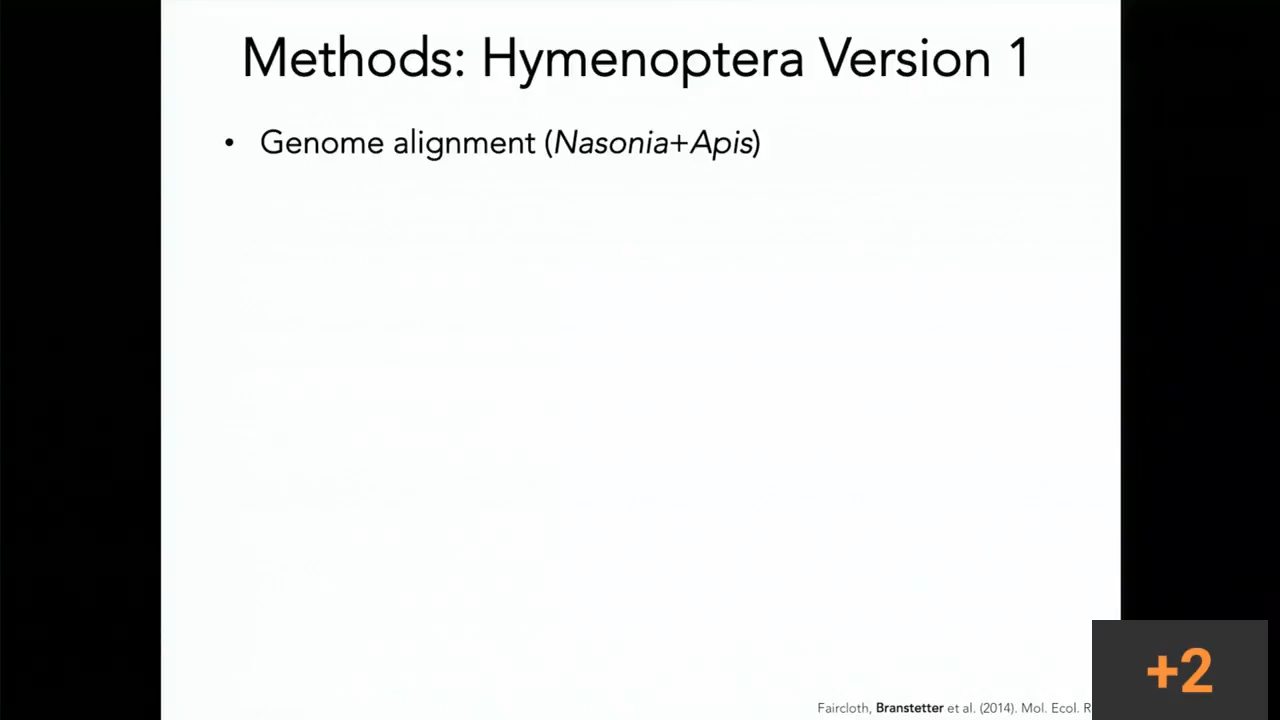 Methods: Hymenoptera Version 1
• Genome alignment (Nasonia+Apis)
Faircloth, Branstetter et al. (2014). Mol. Ecol.
+2